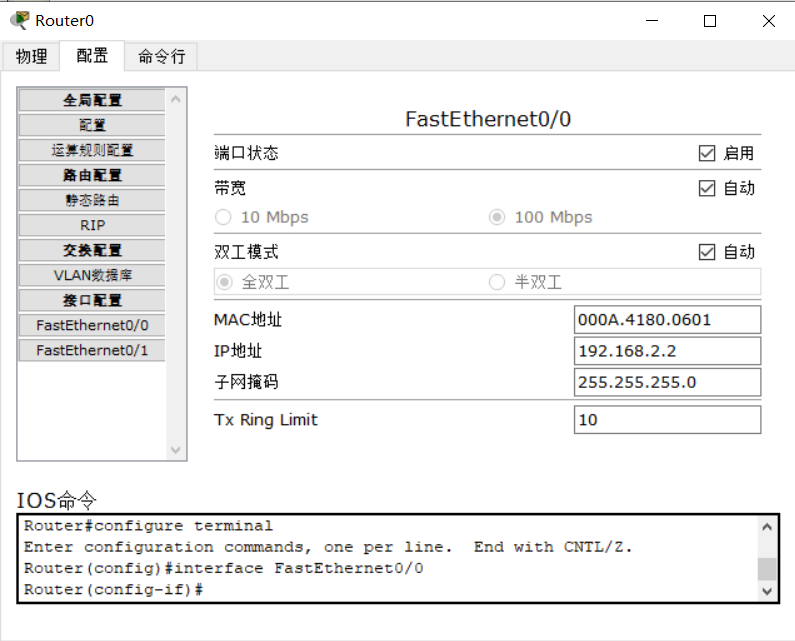 Router0
物理 配置 命令行
全局配置
配置
运算规则配置
路由配置
静态路由
RIP
交换配置
VLAN数据库
接口配置
FastEthernet0/0
FastEthernet0/1
FastEthernet0/0
端口状态 启用
带宽 自动
10 Mbps 100 Mbps
双工模式 自动
全双工 半双工
MAC地址 000A.4180.0601
IP地址 192.168.2.2
子网掩码 255.255.255.0
Tx Ring Limit 10
IOS命令
Router#configure terminal
Enter configuration commands, one per line.  End with CNTL/Z.
Router(config)#interface FastEthernet0/0
Router(config-if)#